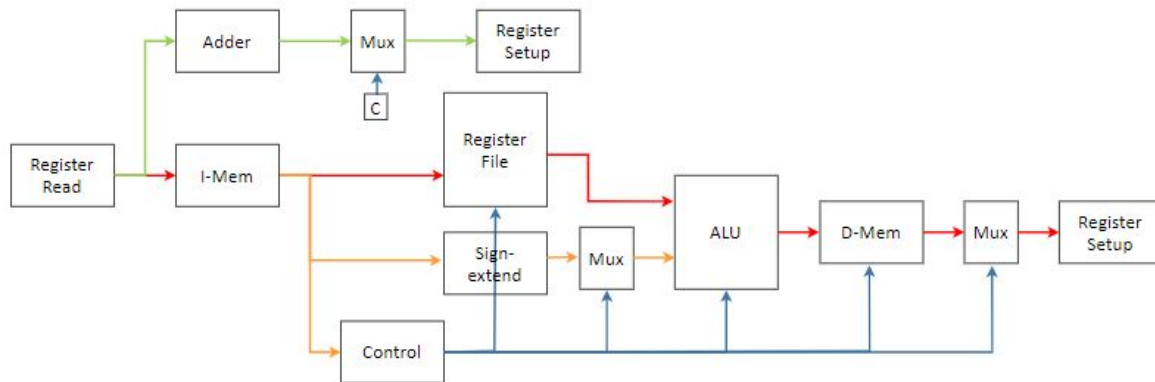 Adder
Mux
Register
Setup
C
Register
File
Register
Read
I-Mem
ALU
D-Mem
Mux
Register
Setup
Sign-
extend
Mux
Control